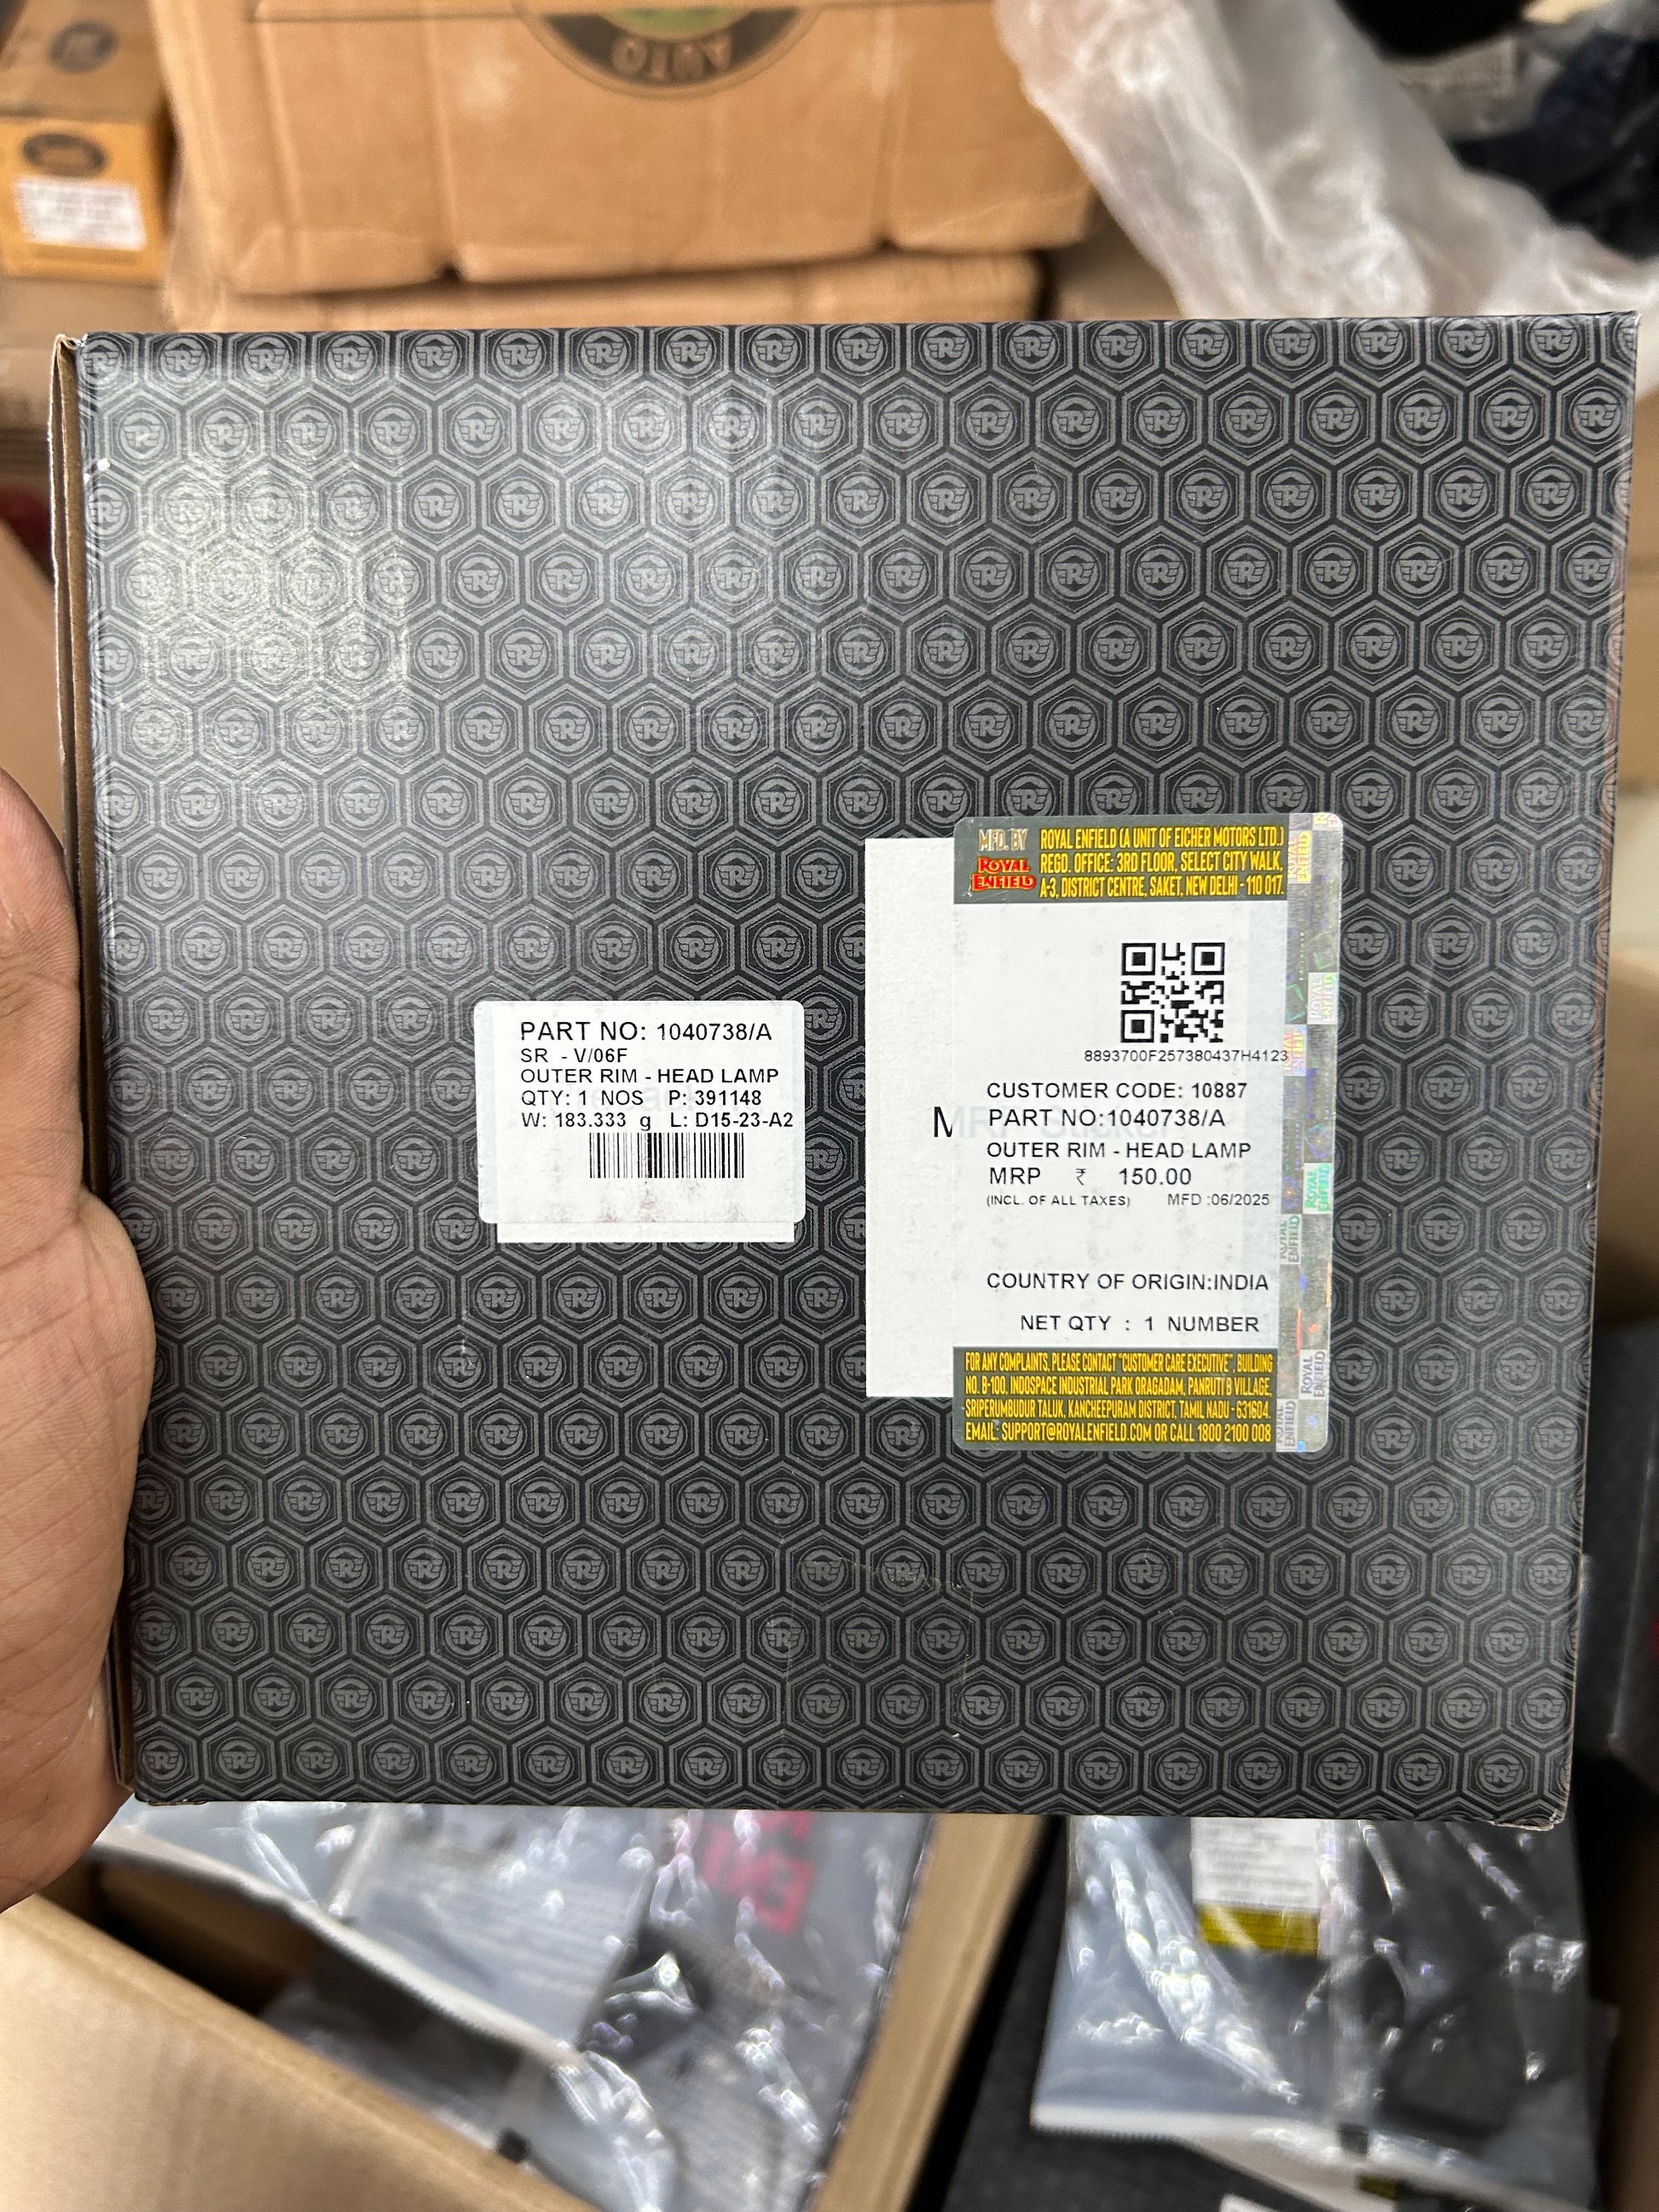 AUTO
PART NO: 1040738/A
SR - V/06F
OUTER RIM - HEAD LAMP
QTY: 1 NOS P: 391148
W: 183.333 g L: D15-23-A2
MFD. BY
ROYAL
ENFIELD
ROYAL ENFIELD (A UNIT OF EICHER MOTORS LTD.)
REGD. OFFICE: 3RD FLOOR, SELECT CITY WALK,
A-3, DISTRICT CENTRE, SAKET, NEW DELHI - 110 017.
8893700F257380437H4123
CUSTOMER CODE: 10887
PART NO:1040738/A
MRP Sticker
OUTER RIM - HEAD LAMP
MRP ₹ 150.00
(INCL. OF ALL TAXES) MFD :06/2025
COUNTRY OF ORIGIN:INDIA
NET QTY : 1 NUMBER
FOR ANY COMPLAINTS, PLEASE CONTACT "CUSTOMER CARE EXECUTIVE", BUILDING
NO. B-100, INDOSPACE INDUSTRIAL PARK ORAGADAM, PANRUTI B VILLAGE,
SRIPERUMBUDUR TALUK, KANCHEEPURAM DISTRICT, TAMIL NADU - 631604.
EMAIL: SUPPORT@ROYALENFIELD.COM OR CALL 1800 2100 008
ROYAL ENFIELD